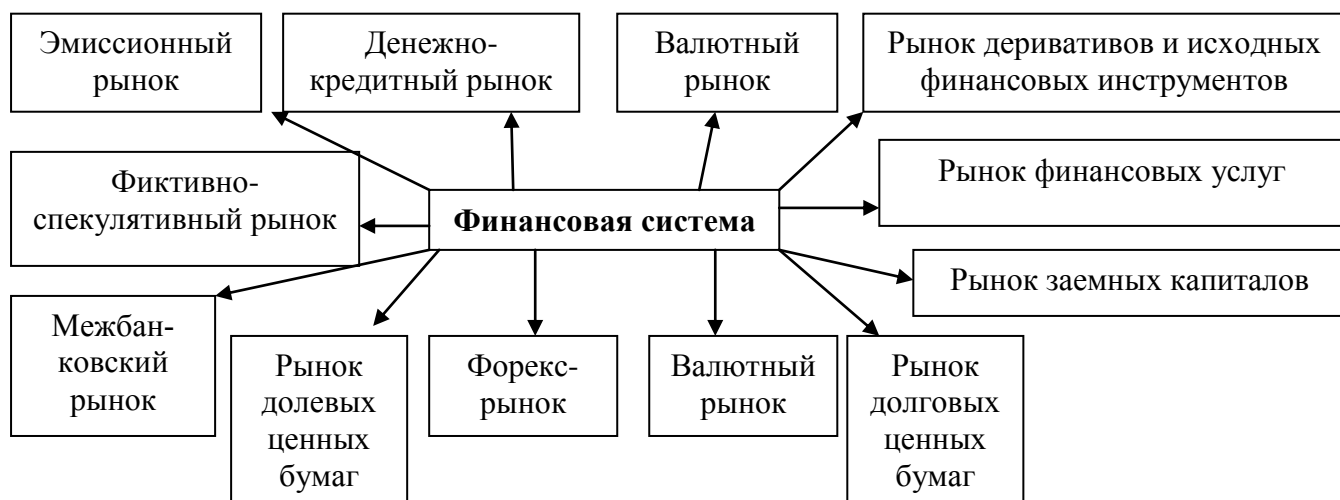 Эмиссионный
рынок
Денежно-
кредитный рынок
Валютный
рынок
Рынок деривативов и исходных
финансовых инструментов
Фиктивно-
спекулятивный рынок
Финансовая система
Рынок финансовых услуг
Рынок заемных капиталов
Межбан-
ковский
рынок
Рынок
долевых
ценных
бумаг
Форекс-
рынок
Валютный
рынок
Рынок
долговых
ценных
бумаг